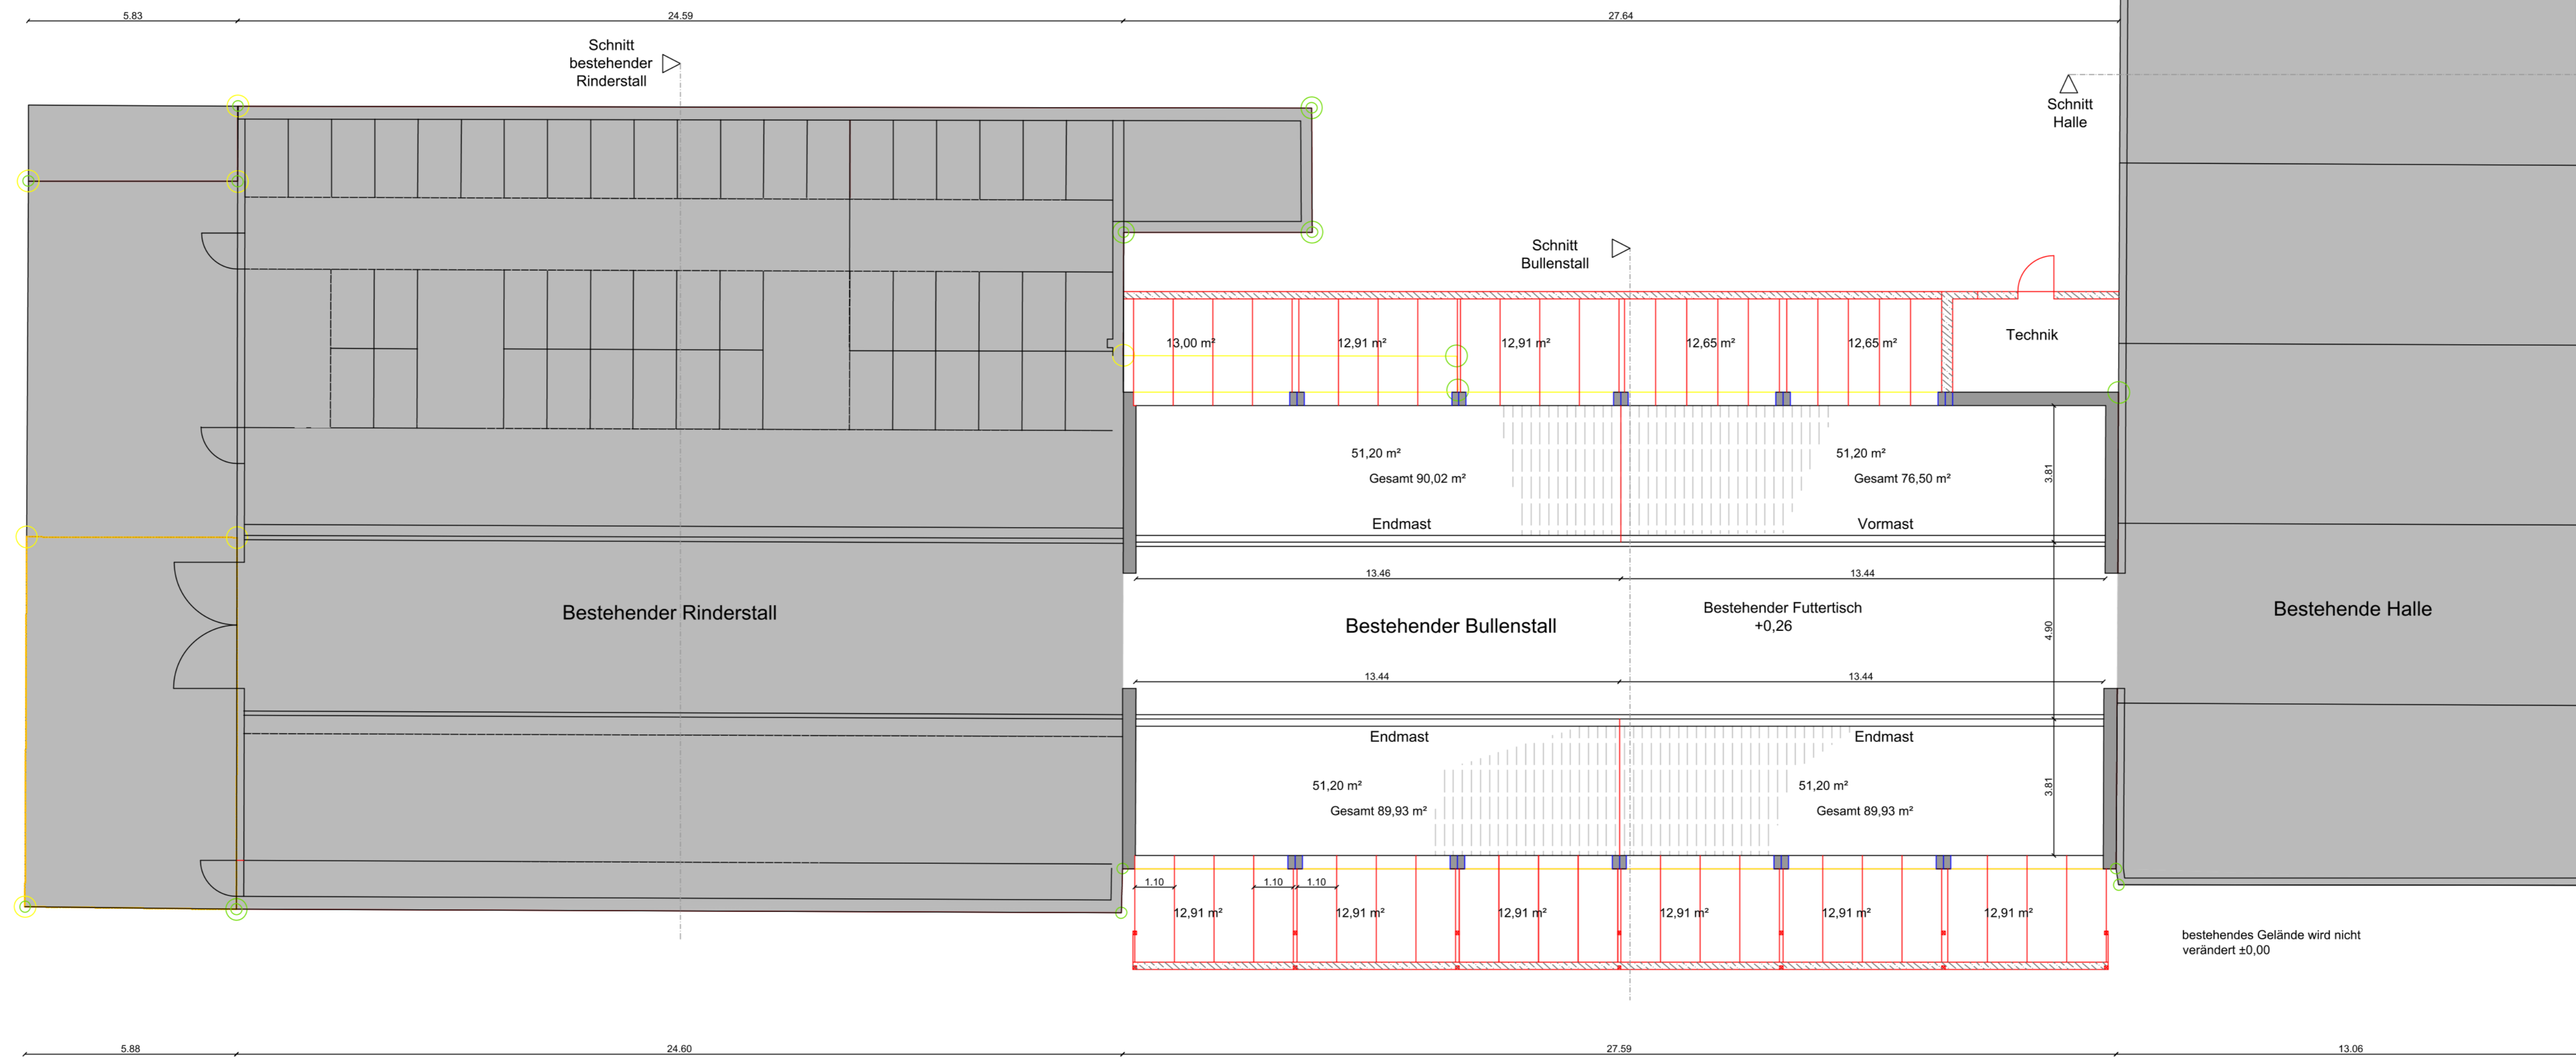 5.83
24.59
27.64
Schnitt
bestehender
Rinderstall
Schnitt
Halle
Schnitt
Bullenstall
13,00 m²
12,91 m²
12,91 m²
12,65 m²
12,65 m²
Technik
51,20 m²
Gesamt 90,02 m²
51,20 m²
Gesamt 76,50 m²
3.81
Endmast
Vormast
13.46
13.44
Bestehender Rinderstall
Bestehender Bullenstall
Bestehender Futtertisch
+0,26
4.90
Bestehende Halle
13.44
13.44
Endmast
Endmast
51,20 m²
Gesamt 89,93 m²
51,20 m²
Gesamt 89,93 m²
3.81
1.10
1.10
1.10
12,91 m²
12,91 m²
12,91 m²
12,91 m²
12,91 m²
12,91 m²
bestehendes Gelände wird nicht
verändert ±0,00
5.88
24.60
27.59
13.06